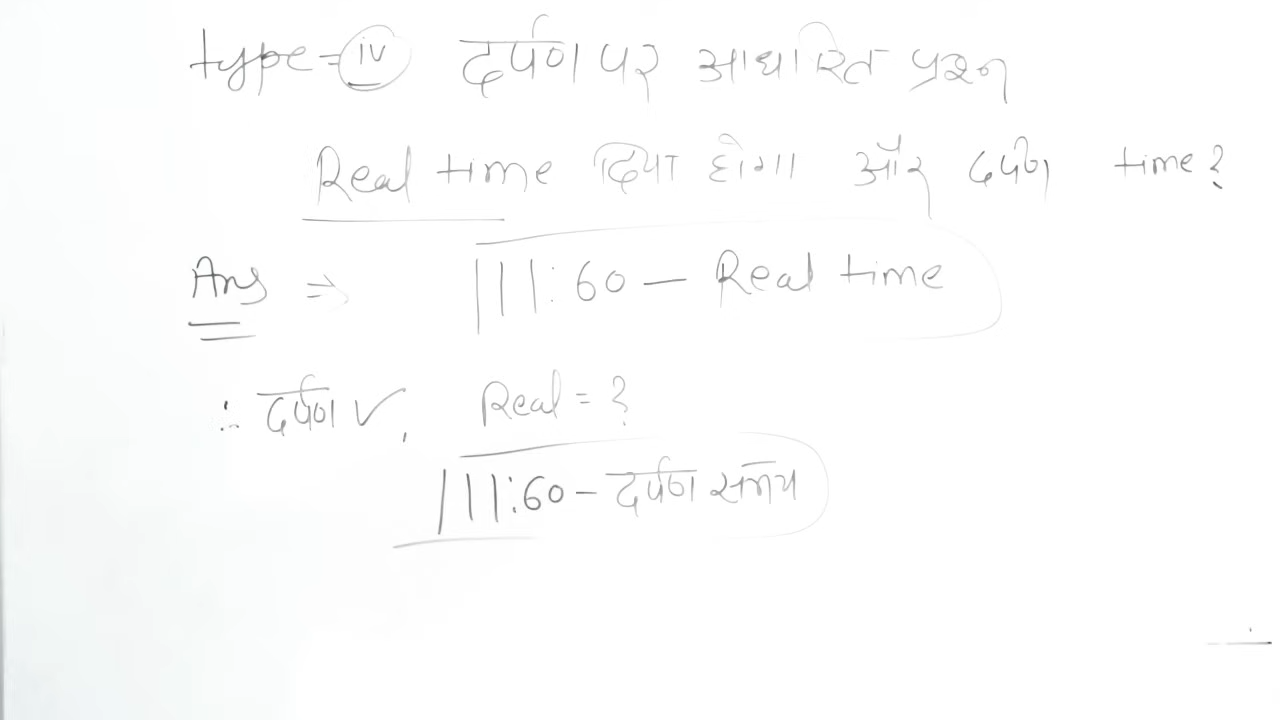 type = (iv) दर्पण पर आधारित प्रश्न
Real time दिया होगा और दर्पण time?
Ans ⇒ 111:60 — Real time
∴ दर्पण ✓, Real = ?
111:60 — दर्पण समय